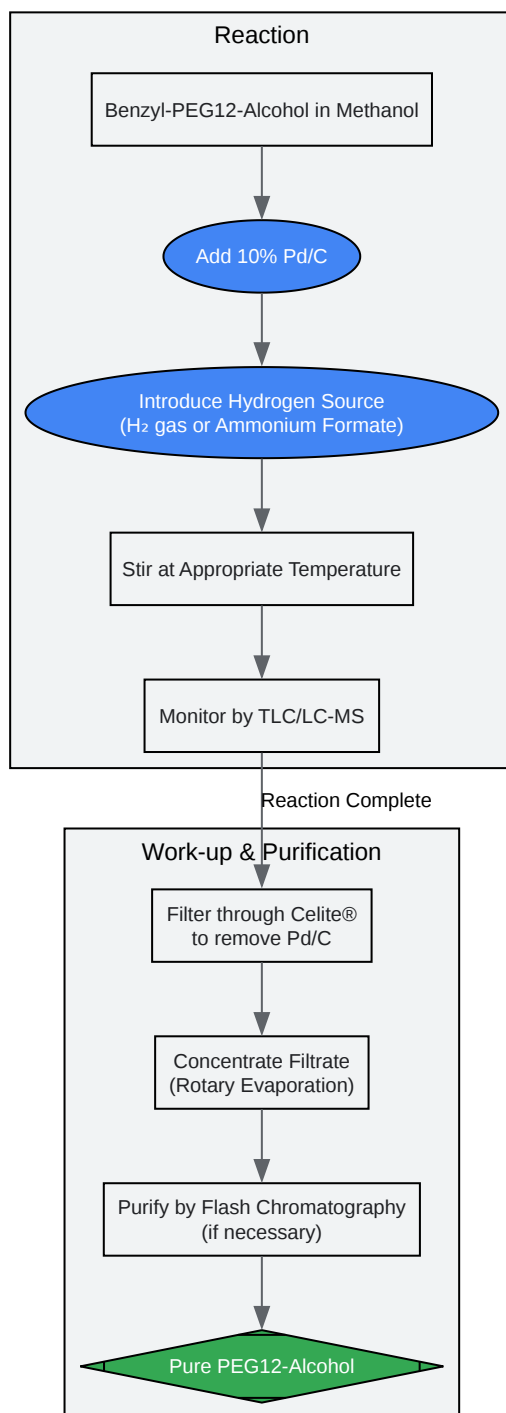 Reaction
Benzyl-PEG12-Alcohol in Methanol
Add 10% Pd/C
Introduce Hydrogen Source
(H₂ gas or Ammonium Formate)
Stir at Appropriate Temperature
Monitor by TLC/LC-MS
Reaction Complete
Work-up & Purification
Filter through Celite®
to remove Pd/C
Concentrate Filtrate
(Rotary Evaporation)
Purify by Flash Chromatography
(if necessary)
Pure PEG12-Alcohol